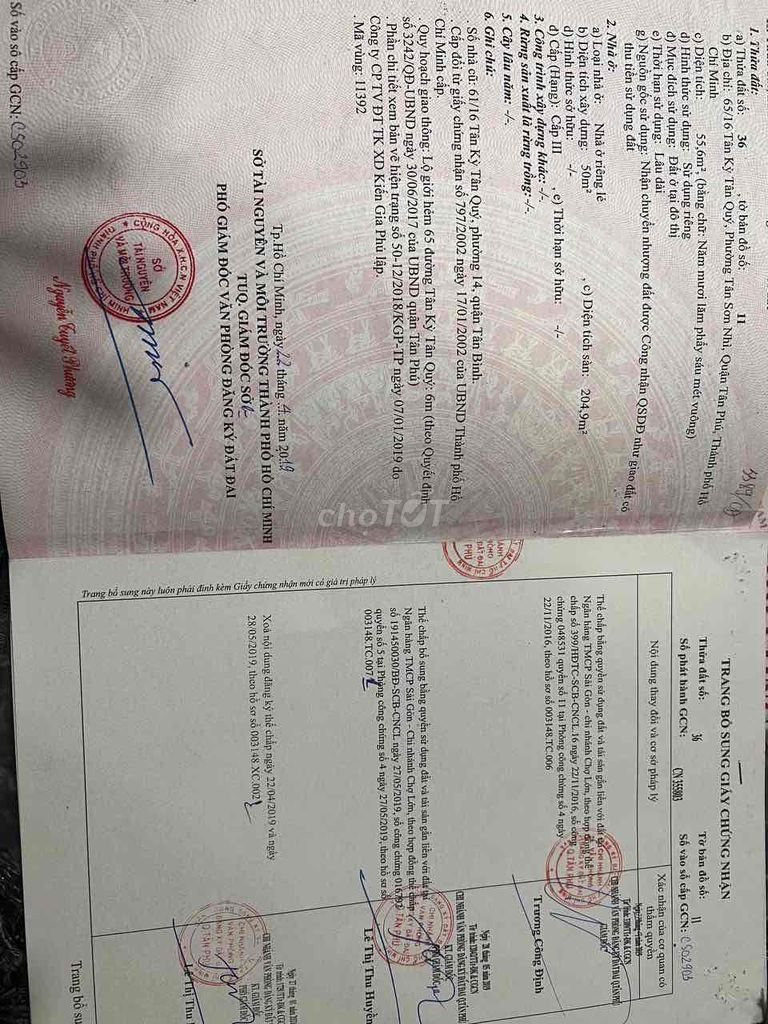 1. Thửa đất:
a) Thửa đất số: 36 , tờ bản đồ số: 11
b) Địa chỉ: 65/16 Tân Kỳ Tân Quý, Phường Tân Sơn Nhì, Quận Tân Phú, Thành phố Hồ
Chí Minh
c) Diện tích: 55,6m², (bằng chữ: Năm mươi lăm phẩy sáu mét vuông)
d) Hình thức sử dụng: Sử dụng riêng
đ) Mục đích sử dụng: Đất ở tại đô thị
e) Thời hạn sử dụng: Lâu dài
g) Nguồn gốc sử dụng: Nhận chuyển nhượng đất được Công nhận QSDĐ như giao đất có
thu tiền sử dụng đất
2. Nhà ở:
a) Loại nhà ở: Nhà ở riêng lẻ
b) Diện tích xây dựng: 50m² , c) Diện tích sàn: 204,9m²
d) Hình thức sở hữu: -/-
đ) Cấp (Hạng): Cấp III , e) Thời hạn sở hữu: -/-
3. Công trình xây dựng khác: -/-
4. Rừng sản xuất là rừng trồng: -/-
5. Cây lâu năm: -/-
6. Ghi chú:
. Số nhà cũ: 61/16 Tân Kỳ Tân Quý, phường 14, quận Tân Bình.
. Cấp đổi từ giấy chứng nhận số 797/2002 ngày 17/01/2002 của UBND Thành phố Hồ
Chí Minh cấp.
. Quy hoạch giao thông: Lộ giới hẻm 65 đường Tân Kỳ Tân Quý: 6m (theo Quyết định
số 3242/QĐ-UBND ngày 30/06/2017 của UBND quận Tân Phú)
. Phần chi tiết xem bản vẽ hiện trạng số 50-12/2018/KGP-TP ngày 07/01/2019 do
Công ty CP TV ĐT TK XD Kiến Gia Phú lập.
. Mã vùng: 11392
Tp.Hồ Chí Minh, ngày 22 tháng 4 năm 2019
SỞ TÀI NGUYÊN VÀ MÔI TRƯỜNG THÀNH PHỐ HỒ CHÍ MINH
TUQ. GIÁM ĐỐC SỞ
PHÓ GIÁM ĐỐC VĂN PHÒNG ĐĂNG KÝ ĐẤT ĐAI
CỘNG HÒA X.H.C.N VIỆT NAM
SỞ
TÀI NGUYÊN
VÀ MÔI TRƯỜNG
Nguyễn Tuyết Phương
Số vào sổ cấp GCN: CS02903
chợTỐT
TRANG BỔ SUNG GIẤY CHỨNG NHẬN
Thửa đất số: 36 Tờ bản đồ số: 11
Số phát hành GCN: CN 355803 Số vào sổ cấp GCN: CS02903
Nội dung thay đổi và cơ sở pháp lý
Xác nhận của cơ quan có
thẩm quyền
Thế chấp bằng quyền sử dụng đất và tài sản gắn liền với đất tại
Ngân hàng TMCP Sài Gòn - chi nhánh Chợ Lớn, theo hợp đồng thế
chấp số 399/HĐTC-SCB-CNCL.16 ngày 22/11/2016, số công
chứng 048531 quyển số 11 tại Phòng công chứng số 4 ngày
22/11/2016, theo hồ sơ số 003148.TC.006
Trương Công Định
Thế chấp bổ sung bằng quyền sử dụng đất và tài sản gắn liền với đất tại
Ngân hàng TMCP Sài Gòn - Chi nhánh Chợ Lớn, theo hợp đồng thế chấp
số 191450030/BĐ-SCB-CNCL ngày 27/05/2019, số công chứng
quyển số 5 tại Phòng công chứng số 4 ngày 27/05/2019, theo hồ sơ số
003148.TC.007
Lê Thị Thu Huyền
Xoá nội dung đăng ký thế chấp ngày 22/04/2019 và ngày
28/05/2019, theo hồ sơ số 003148.XC.002
Lê Thị Thu
Trang bổ sung này luôn phải đính kèm Giấy chứng nhận mới có giá trị pháp lý
Trang bổ su